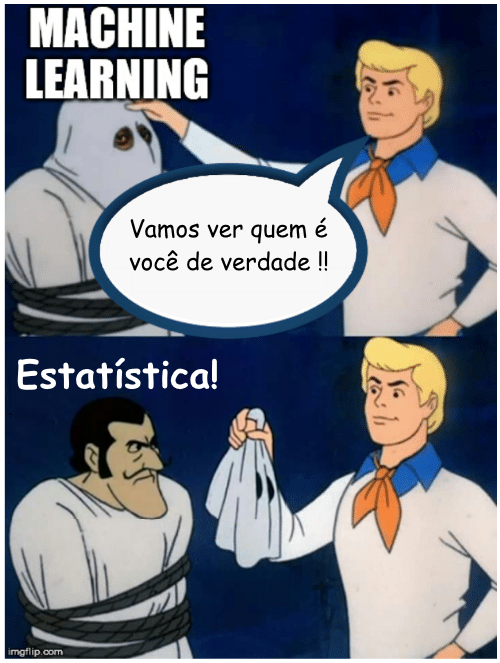 MACHINE
LEARNING
Vamos ver quem é
você de verdade !!
Estatística!
imgflip.com